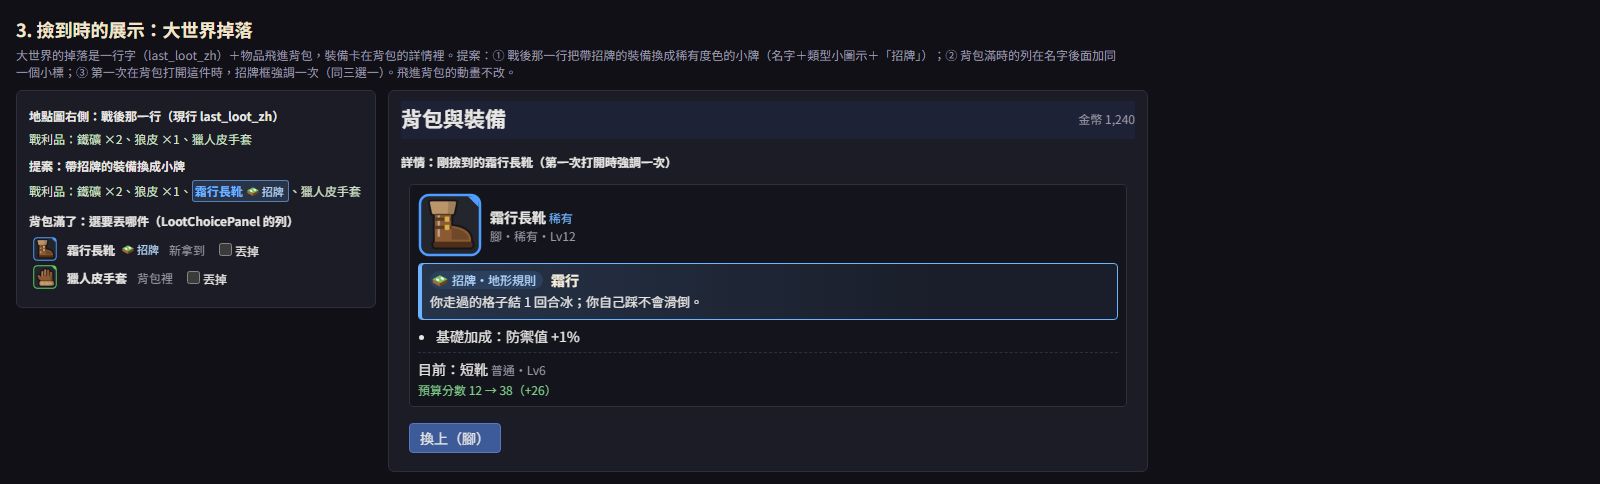 3. 撿到時的展示：大世界掉落
大世界的掉落是一行字（last_loot_zh）＋物品飛進背包，裝備卡在背包的詳情裡。提案：① 戰後那一行把帶招牌的裝備換成稀有度色的小牌（名字＋類型小圖示＋「招牌」）；② 背包滿時的列在名字後面加同
一個小標；③ 第一次在背包打開這件時，招牌框強調一次（同三選一）。飛進背包的動畫不改。
地點圖右側：戰後那一行（現行 last_loot_zh）
戰利品：鐵礦 ×2、狼皮 ×1、獵人皮手套
提案：帶招牌的裝備換成小牌
戰利品：鐵礦 ×2、狼皮 ×1、霜行長靴 招牌、獵人皮手套
背包滿了：選要丟哪件（LootChoicePanel 的列）
霜行長靴 招牌 新拿到 丟掉
獵人皮手套 背包裡 丟掉
背包與裝備
金幣 1,240
詳情：剛撿到的霜行長靴（第一次打開時強調一次）
霜行長靴 稀有
腳・稀有・Lv12
招牌・地形規則 霜行
你走過的格子結 1 回合冰；你自己踩不會滑倒。
• 基礎加成：防禦值 +1%
目前：短靴 普通・Lv6
預算分數 12 → 38（+26）
換上（腳）